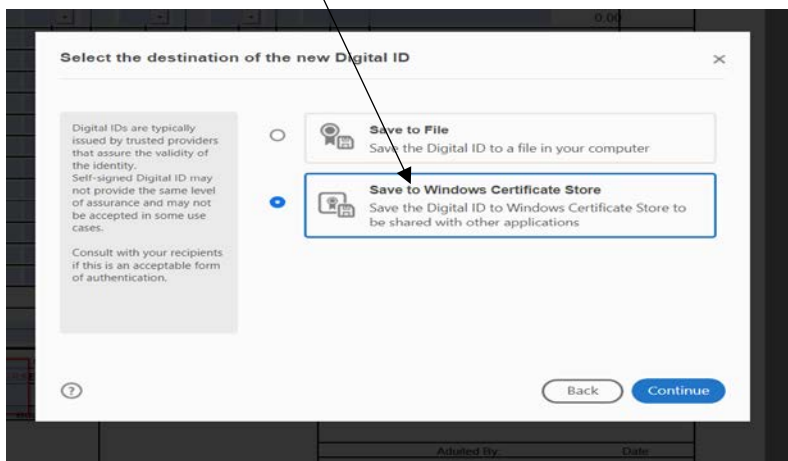 0.00
Select the destination of the new Digital ID
Digital IDs are typically
issued by trusted providers
that assure the validity of
the identity.
Self-signed Digital ID may
not provide the same level
of assurance and may not
be accepted in some use
cases.
Consult with your recipients
if this is an acceptable form
of authentication.
Save to File
Save the Digital ID to a file in your computer
Save to Windows Certificate Store
Save the Digital ID to Windows Certificate Store to
be shared with other applications
Back
Continue
Aduited By: Date